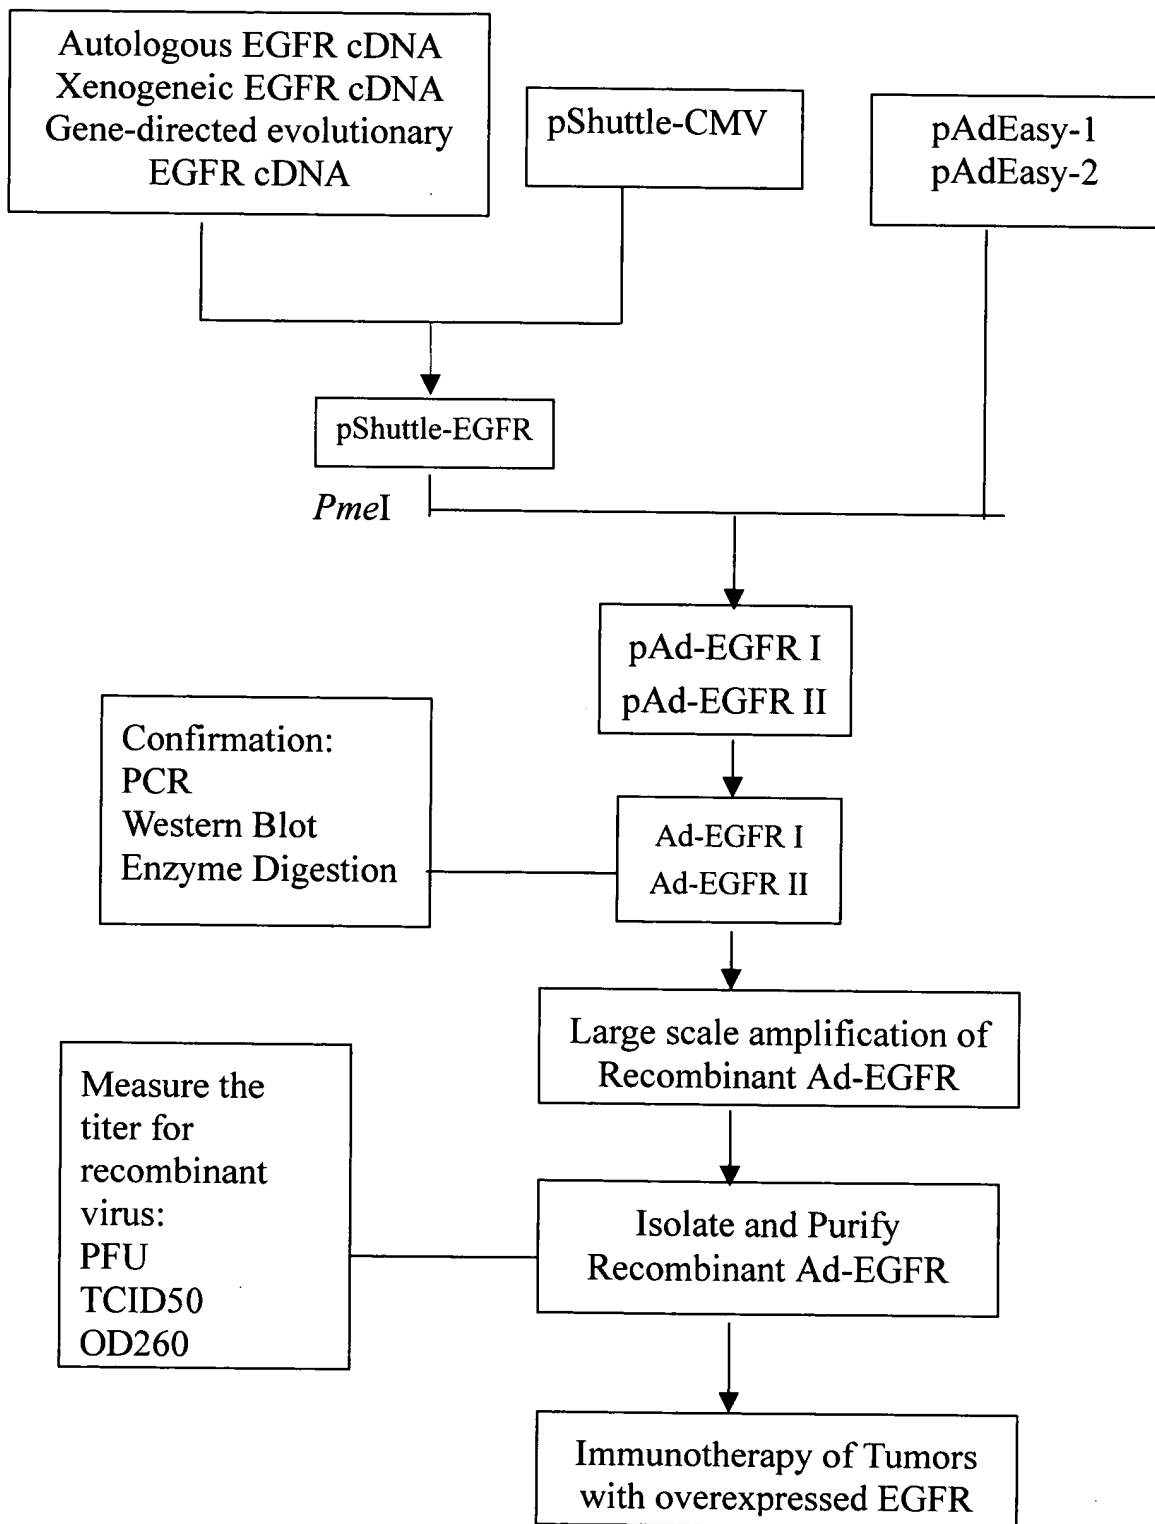 Autologous EGFR cDNA
Xenogeneic EGFR cDNA
Gene-directed evolutionary
EGFR cDNA
pShuttle-CMV
pAdEasy-1
pAdEasy-2
pShuttle-EGFR
PmeI
pAd-EGFR I
pAd-EGFR II
Confirmation:
PCR
Western Blot
Enzyme Digestion
Ad-EGFR I
Ad-EGFR II
Large scale amplification of
Recombinant Ad-EGFR
Measure the
titer for
recombinant
virus:
PFU
TCID50
OD260
Isolate and Purify
Recombinant Ad-EGFR
Immunotherapy of Tumors
with overexpressed EGFR